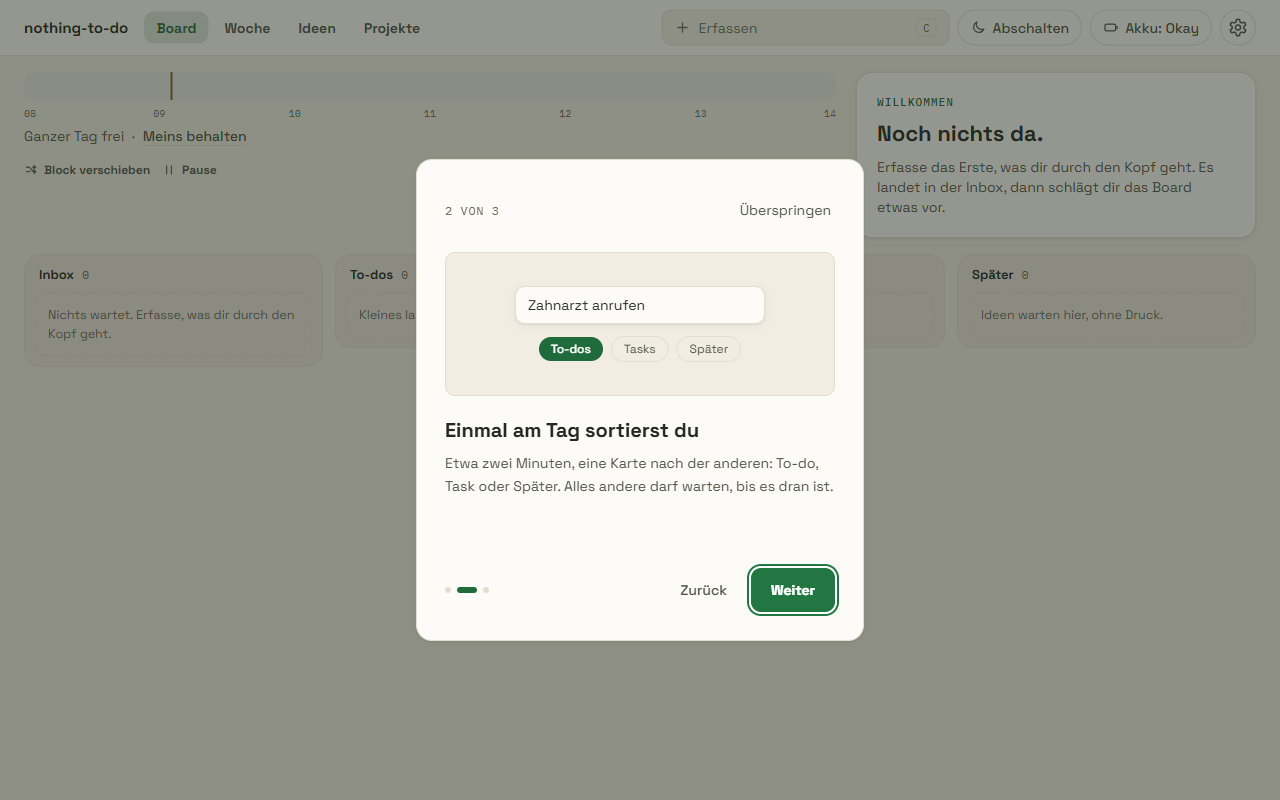 nothing-to-do Board Woche Ideen Projekte Erfassen C Abschalten Akku: Okay
08 09 10 11 12 13 14
Ganzer Tag frei · Meins behalten
Block verschieben Pause
WILLKOMMEN
Noch nichts da.
Erfasse das Erste, was dir durch den Kopf geht. Es
landet in der Inbox, dann schlägt dir das Board
etwas vor.
Inbox 0
Nichts wartet. Erfasse, was dir durch den
Kopf geht.
To-dos 0
Kleines la
Später 0
Ideen warten hier, ohne Druck.
2 VON 3
Überspringen
Zahnarzt anrufen
To-dos Tasks Später
Einmal am Tag sortierst du
Etwa zwei Minuten, eine Karte nach der anderen: To-do,
Task oder Später. Alles andere darf warten, bis es dran ist.
Zurück Weiter